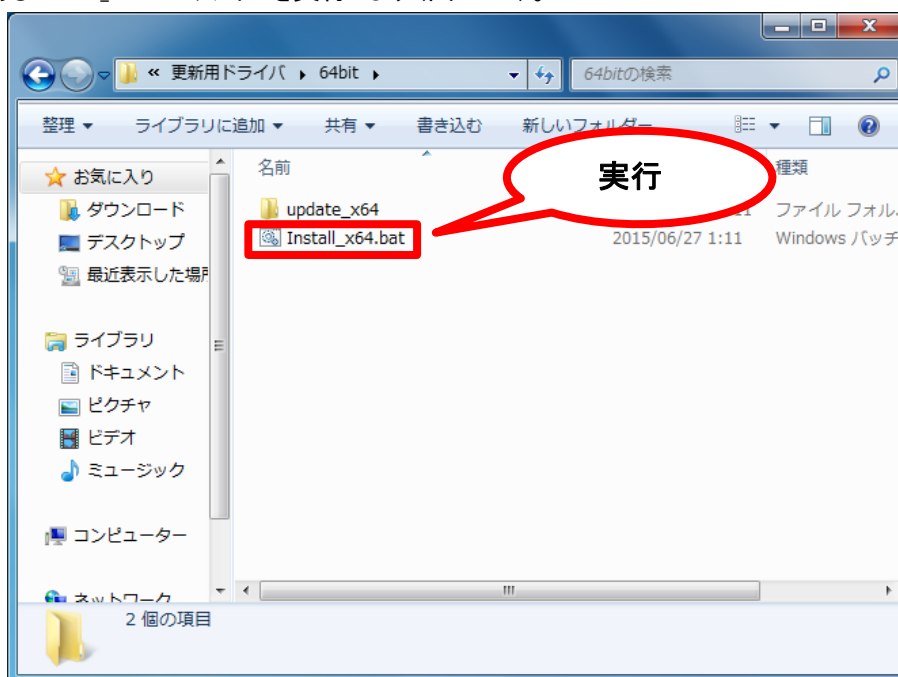 « 更新用ドライバ ▸ 64bit ▸
64bitの検索
整理 ▼ ライブラリに追加 ▼ 共有 ▼ 書き込む 新しいフォルダー
お気に入り
ダウンロード
デスクトップ
最近表示した場所
ライブラリ
ドキュメント
ピクチャ
ビデオ
ミュージック
コンピューター
ネットワーク
名前 種類
実行
update_x64 ファイル フォル
Install_x64.bat 2015/06/27 1:11 Windows バッチ
2 個の項目